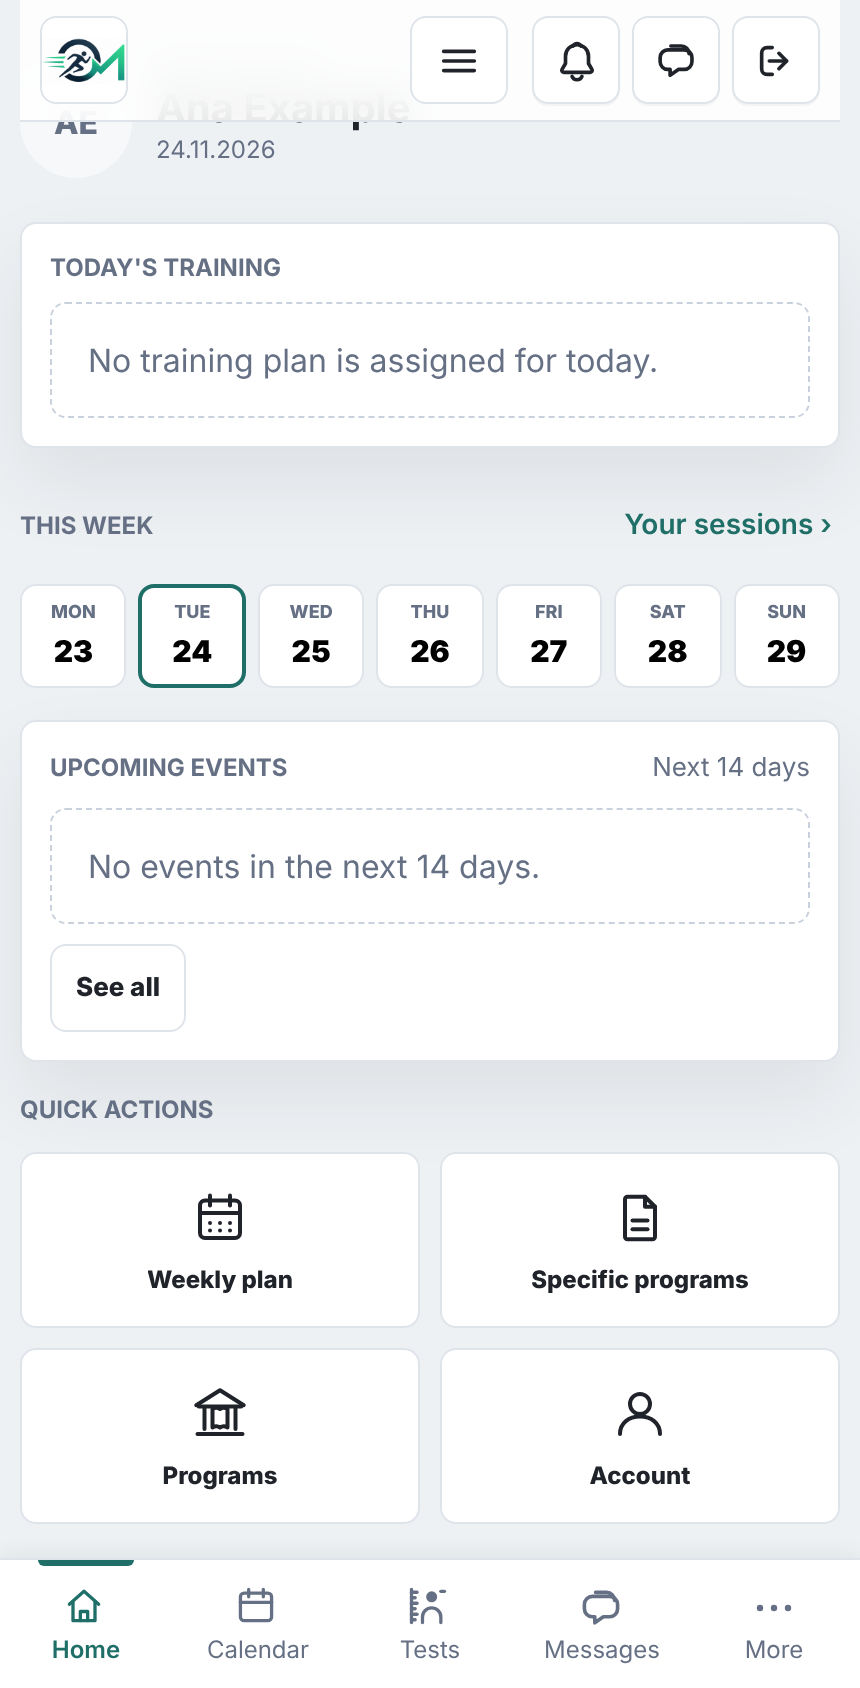 Ana Example
AE
24.11.2026
TODAY'S TRAINING
No training plan is assigned for today.
THIS WEEK
Your sessions ›
MON TUE WED THU FRI SAT SUN
23 24 25 26 27 28 29
UPCOMING EVENTS
Next 14 days
No events in the next 14 days.
See all
QUICK ACTIONS
Weekly plan
Specific programs
Programs
Account
Home
Calendar
Tests
Messages
More